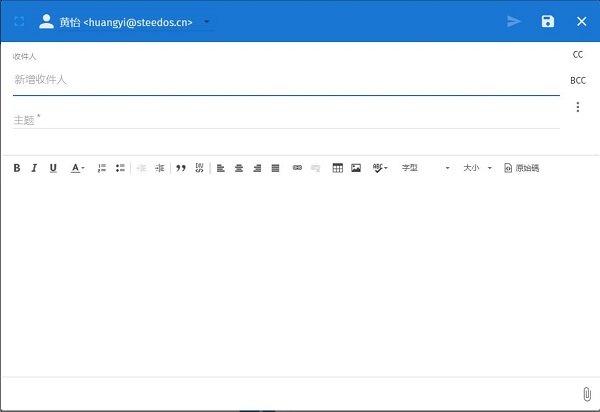 黄怡 <huangyi@steedos.cn>
收件人
CC
新增收件人
BCC
主题 *
B I U A ABC 字型 大小 原始碼